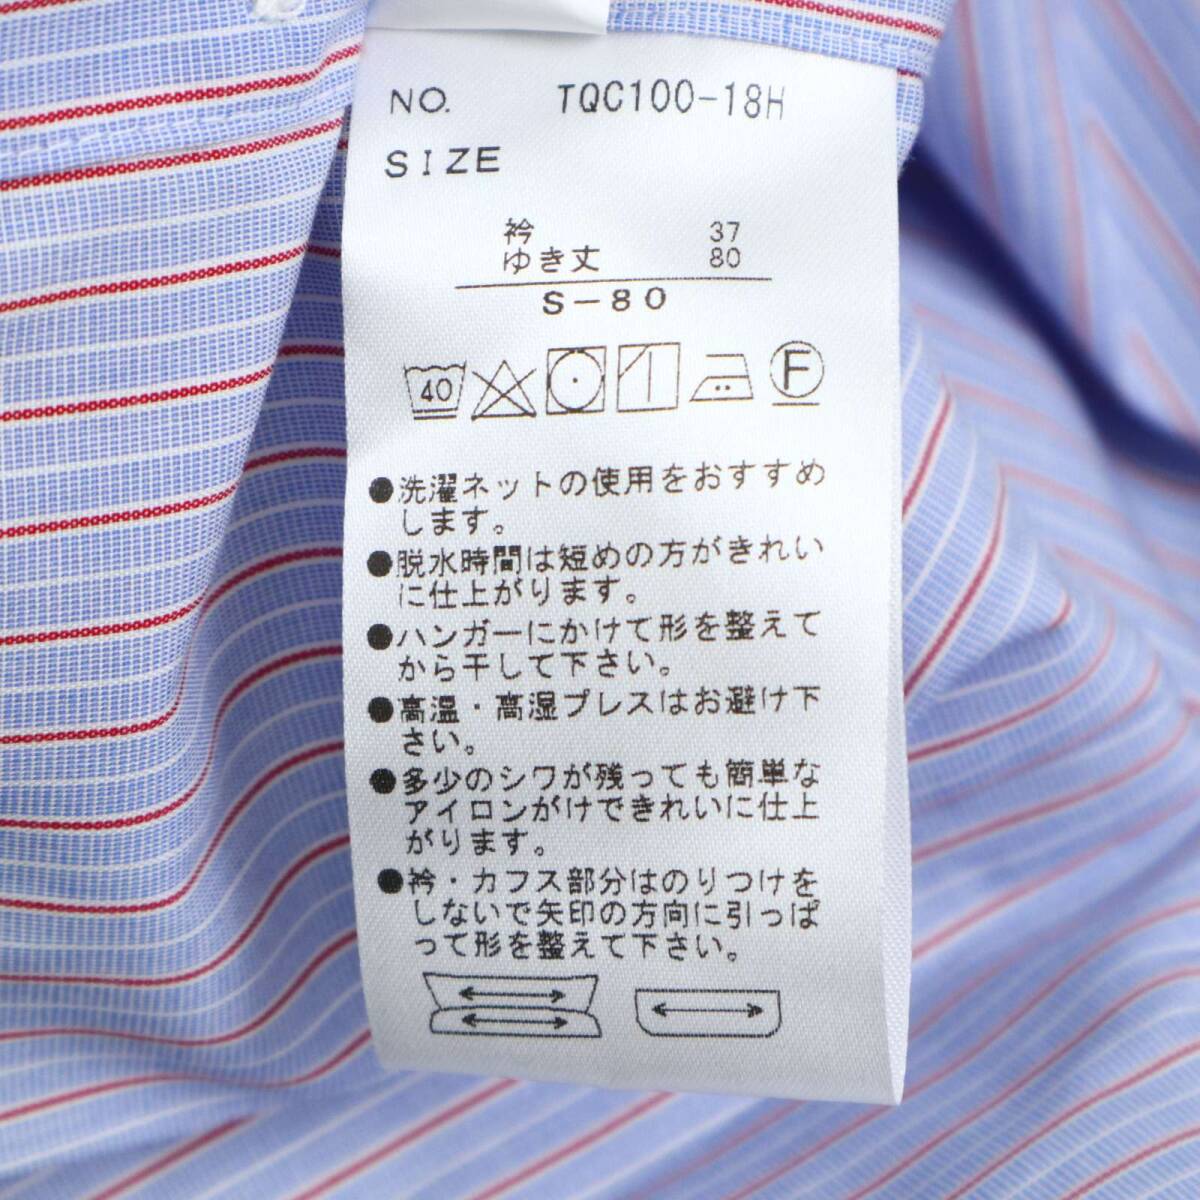 NO. TQC100-18H
SIZE
衿 37
ゆき丈 80
S-80
40 F
●洗濯ネットの使用をおすすめ
します。
●脱水時間は短めの方がきれい
に仕上がります。
●ハンガーにかけて形を整えて
から干して下さい。
●高温・高湿プレスはお避け下
さい。
●多少のシワが残っても簡単な
アイロンがけできれいに仕上
がります。
●衿・カフス部分はのりつけを
しないで矢印の方向に引っぱ
って形を整えて下さい。